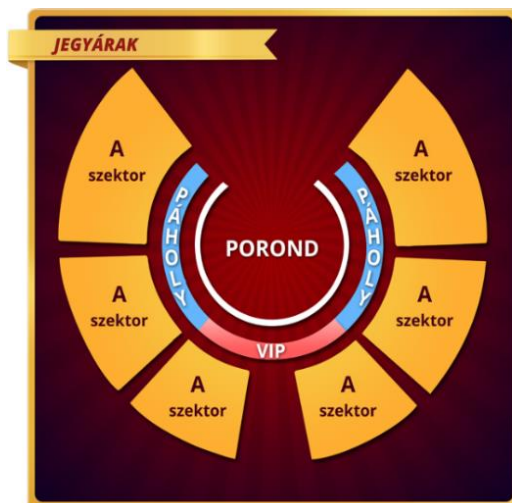 JEGYÁRAK
A
szektor
A
szektor
PÁHOLY
PÁHOLY
POROND
A
szektor
A
szektor
VIP
A
szektor
A
szektor